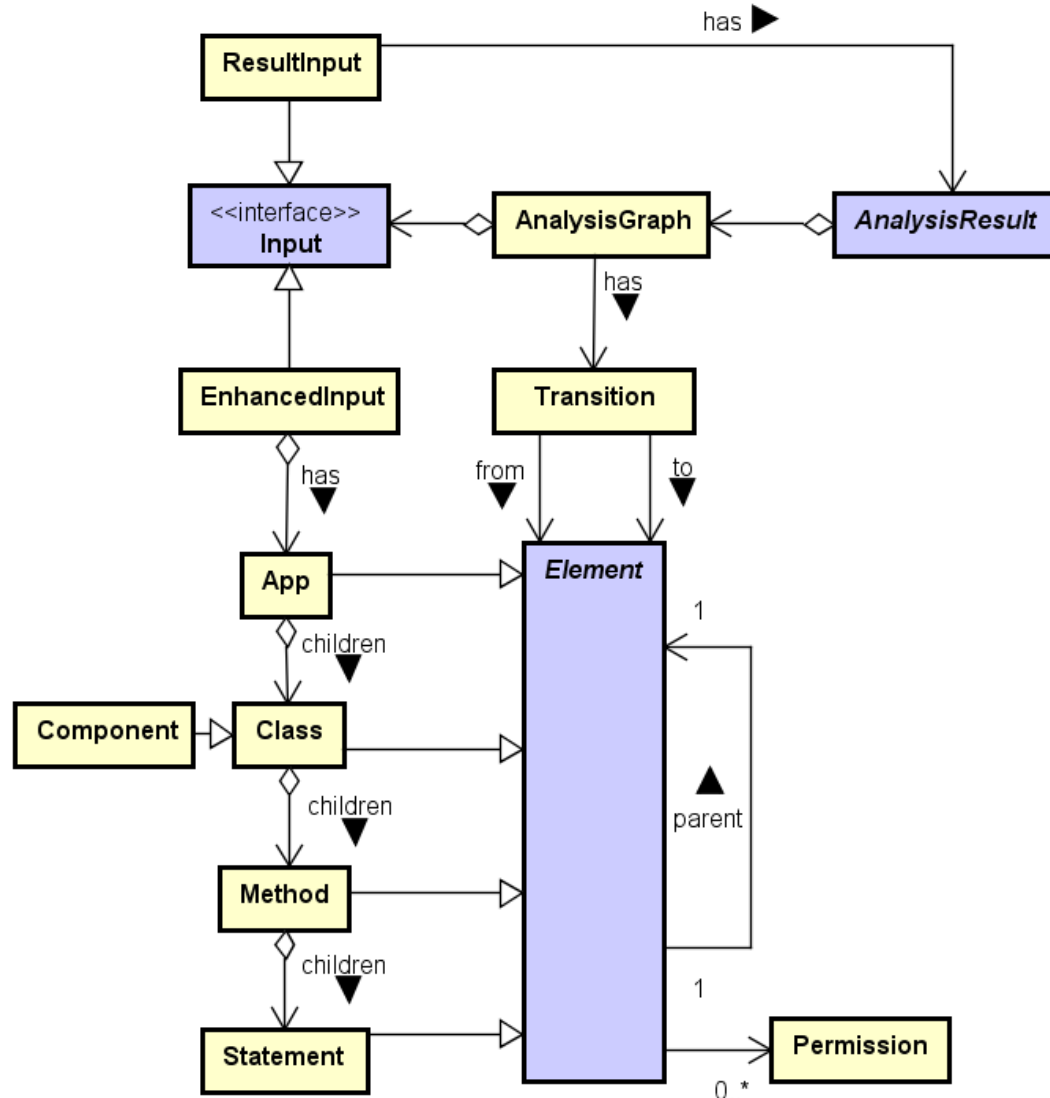 has
ResultInput
<<interface>>
Input
AnalysisGraph
AnalysisResult
has
EnhancedInput
Transition
has
from
to
App
Element
1
children
Component
Class
children
parent
Method
children
1
Statement
Permission
0..*